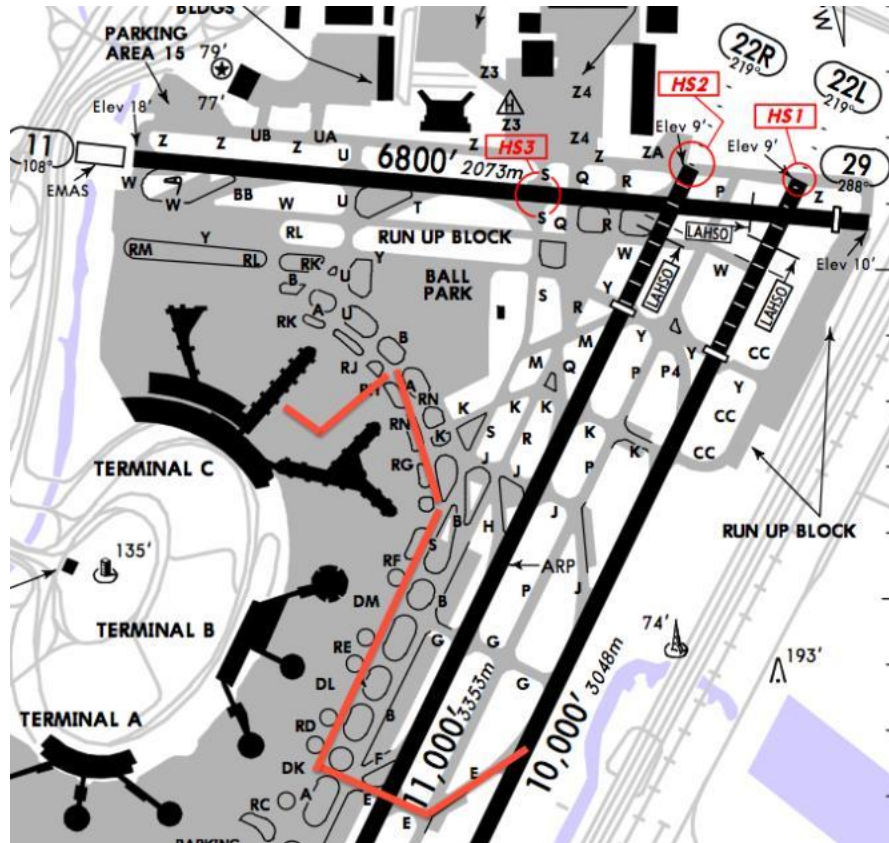 BLDGS
PARKING
AREA 15
79'
77'
Z3
H
Z3
Z4
Z4
22R
219°
22L
219°
W
HS2
HS1
HS3
Elev 18'
Elev 9'
Elev 9'
11
108°
EMAS
29
288°
Z
Z
UB
Z
UA
U
Z
Z
ZA
6800' 2073m
S
Q
R
P
Z
W
W
BB
W
U
T
S
Q
R
W
W
LAHSO
LAHSO
LAHSO
Elev 10'
RL
RUN UP BLOCK
RM
Y
RL
RK
U
Y
B
BALL
PARK
S
R
Y
RK
A
U
B
RJ
M
M
Q
Y
P
P4
Y
CC
Y
CC
CC
A
RN
RN
K
K
K
K
S
R
K
P
K
RG
J
J
J
TERMINAL C
RUN UP BLOCK
B
H
S
ARP
RF
P
J
DM
B
135'
G
G
G
74'
193'
TERMINAL B
RE
DL
B
TERMINAL A
RD
DK
F
E
E
E
RC
A
11,000' 3353m
10,000' 3048m
PARKING